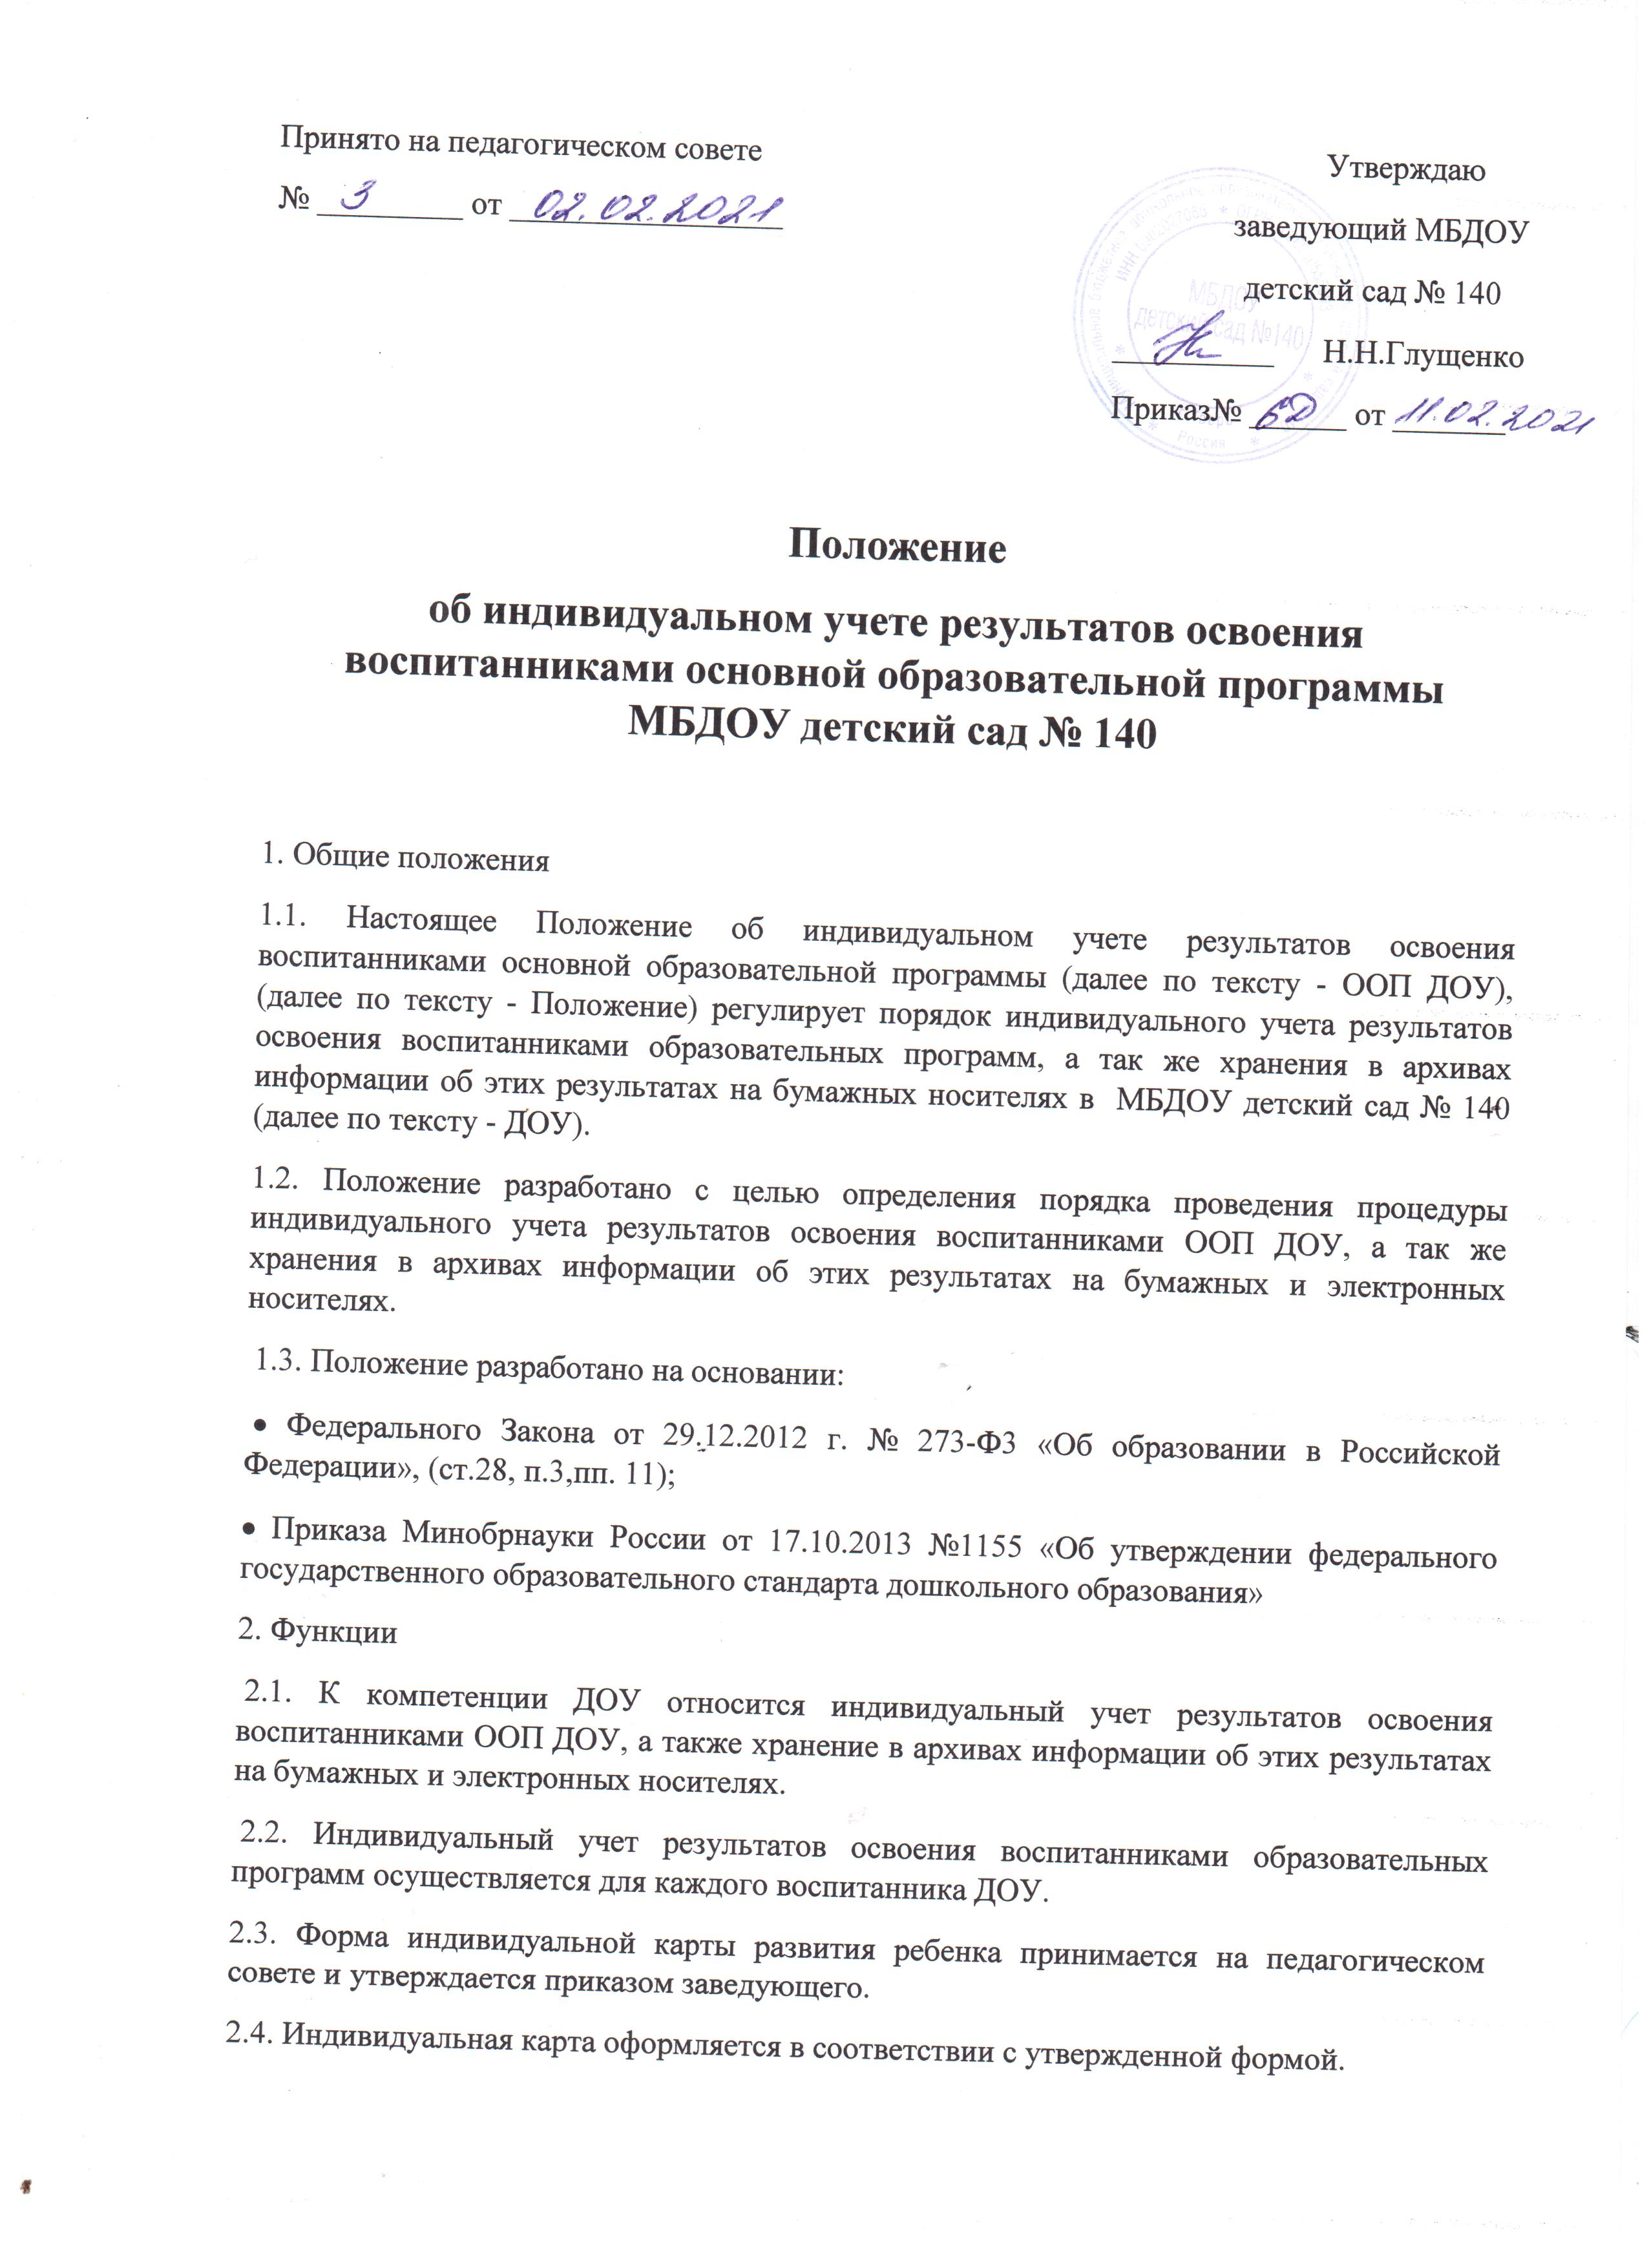 Принято на педагогическом совете
№ 3 от 02.02.2021
Утверждаю
заведующий МБДОУ
детский сад № 140
Н.Н.Глущенко
Приказ№ от 11.02.2021
МБДОУ
детский сад №140
Россия
Положение
об индивидуальном учете результатов освоения
воспитанниками основной образовательной программы
МБДОУ детский сад № 140
1. Общие положения
1.1. Настоящее Положение об индивидуальном учете результатов освоения
воспитанниками основной образовательной программы (далее по тексту - ООП ДОУ),
(далее по тексту - Положение) регулирует порядок индивидуального учета результатов
освоения воспитанниками образовательных программ, а так же хранения в архивах
информации об этих результатах на бумажных носителях в МБДОУ детский сад № 140
(далее по тексту - ДОУ).
1.2. Положение разработано с целью определения порядка проведения процедуры
индивидуального учета результатов освоения воспитанниками ООП ДОУ, а так же
хранения в архивах информации об этих результатах на бумажных и электронных
носителях.
1.3. Положение разработано на основании:
• Федерального Закона от 29.12.2012 г. № 273-ФЗ «Об образовании в Российской
Федерации», (ст.28, п.3,пп. 11);
• Приказа Минобрнауки России от 17.10.2013 №1155 «Об утверждении федерального
государственного образовательного стандарта дошкольного образования»
2. Функции
2.1. К компетенции ДОУ относится индивидуальный учет результатов освоения
воспитанниками ООП ДОУ, а также хранение в архивах информации об этих результатах
на бумажных и электронных носителях.
2.2. Индивидуальный учет результатов освоения воспитанниками образовательных
программ осуществляется для каждого воспитанника ДОУ.
2.3. Форма индивидуальной карты развития ребенка принимается на педагогическом
совете и утверждается приказом заведующего.
2.4. Индивидуальная карта оформляется в соответствии с утвержденной формой.